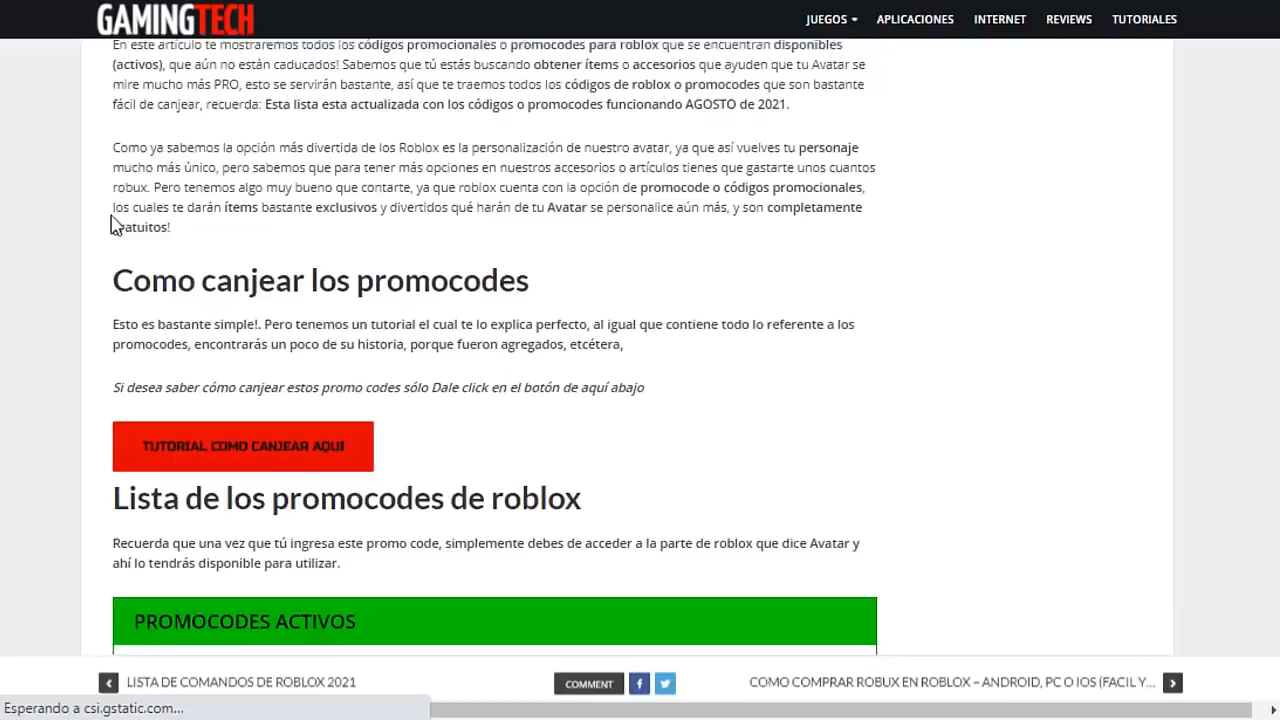 GAMINGTECH
JUEGOS APLICACIONES INTERNET REVIEWS TUTORIALES
En este artículo te mostraremos todos los códigos promocionales o promocodes para roblox que se encuentran disponibles
(activos), que aún no están caducados! Sabemos que tú estás buscando obtener ítems o accesorios que ayuden que tu Avatar se
mire mucho más PRO, esto se servirán bastante, así que te traemos todos los códigos de roblox o promocodes que son bastante
fácil de canjear, recuerda: Esta lista esta actualizada con los códigos o promocodes funcionando AGOSTO de 2021.
Como ya sabemos la opción más divertida de los Roblox es la personalización de nuestro avatar, ya que así vuelves tu personaje
mucho más único, pero sabemos que para tener más opciones en nuestros accesorios o artículos tienes que gastarte unos cuantos
robux. Pero tenemos algo muy bueno que contarte, ya que roblox cuenta con la opción de promocode o códigos promocionales,
los cuales te darán ítems bastante exclusivos y divertidos qué harán de tu Avatar se personalice aún más, y son completamente
gratuitos!
Como canjear los promocodes
Esto es bastante simple!. Pero tenemos un tutorial el cual te lo explica perfecto, al igual que contiene todo lo referente a los
promocodes, encontrarás un poco de su historia, porque fueron agregados, etcétera,
Si desea saber cómo canjear estos promo codes sólo Dale click en el botón de aquí abajo
TUTORIAL COMO CANJEAR AQUI
Lista de los promocodes de roblox
Recuerda que una vez que tú ingresa este promo code, simplemente debes de acceder a la parte de roblox que dice Avatar y
ahí lo tendrás disponible para utilizar.
PROMOCODES ACTIVOS
LISTA DE COMANDOS DE ROBLOX 2021 COMMENT COMO COMPRAR ROBUX EN ROBLOX – ANDROID, PC O IOS (FACIL Y...
Esperando a csi.gstatic.com...